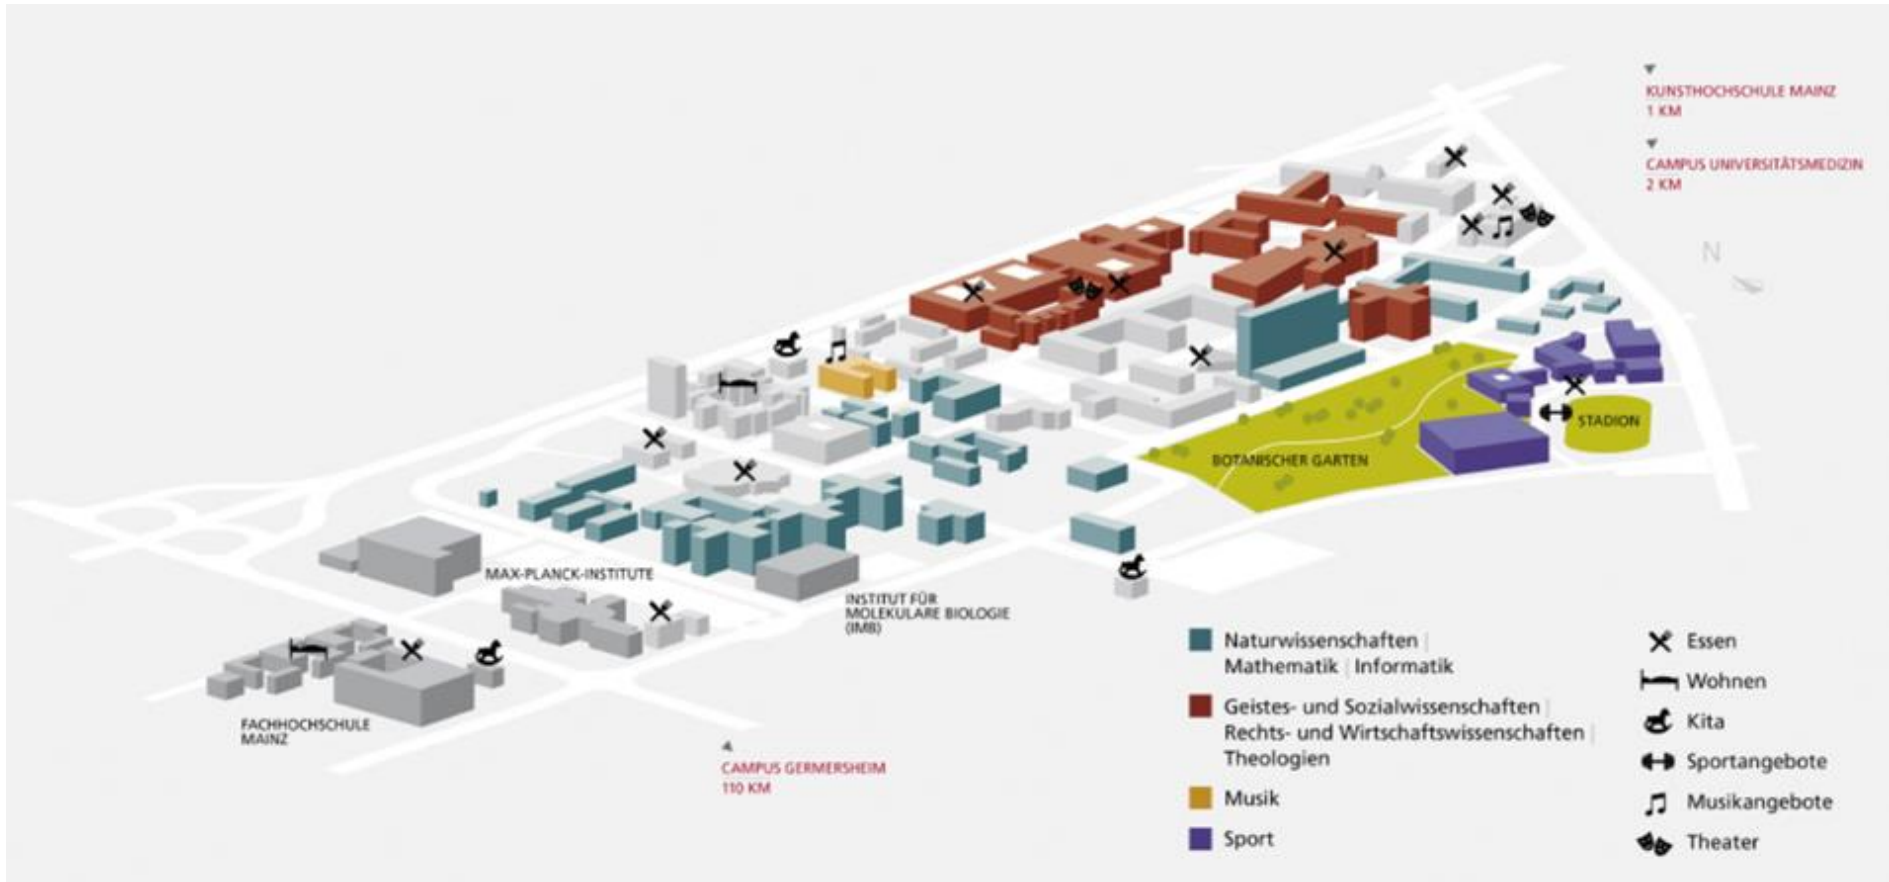 KUNSTHOCHSCHULE MAINZ
1 KM
CAMPUS UNIVERSITÄTSMEDIZIN
2 KM
N
STADION
BOTANISCHER GARTEN
MAX-PLANCK-INSTITUTE
INSTITUT FÜR
MOLEKULARE BIOLOGIE
(IMB)
FACHHOCHSCHULE
MAINZ
CAMPUS GERMERSHEIM
110 KM
Naturwissenschaften |
Mathematik | Informatik
Geistes- und Sozialwissenschaften |
Rechts- und Wirtschaftswissenschaften |
Theologien
Musik
Sport
Essen
Wohnen
Kita
Sportangebote
Musikangebote
Theater